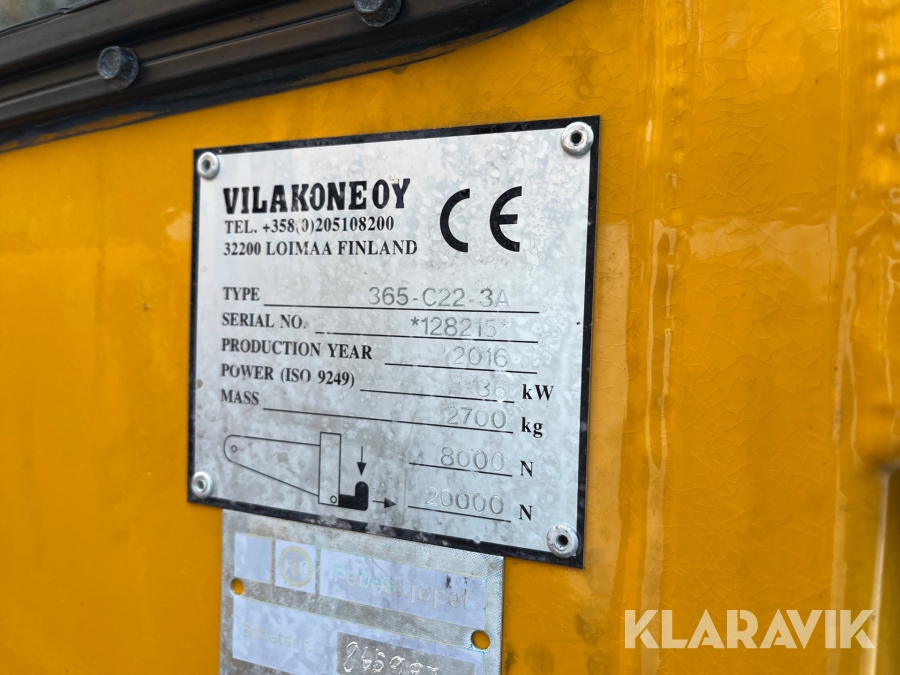 VILAKONE OY
TEL. +358(0)205108200
32200 LOIMAA FINLAND
CE
TYPE 365-C22-3A
SERIAL NO. *128215*
PRODUCTION YEAR 2016
POWER (ISO 9249) 36 kW
MASS 2700 kg
8000 N
20000 N
KLARAVIK